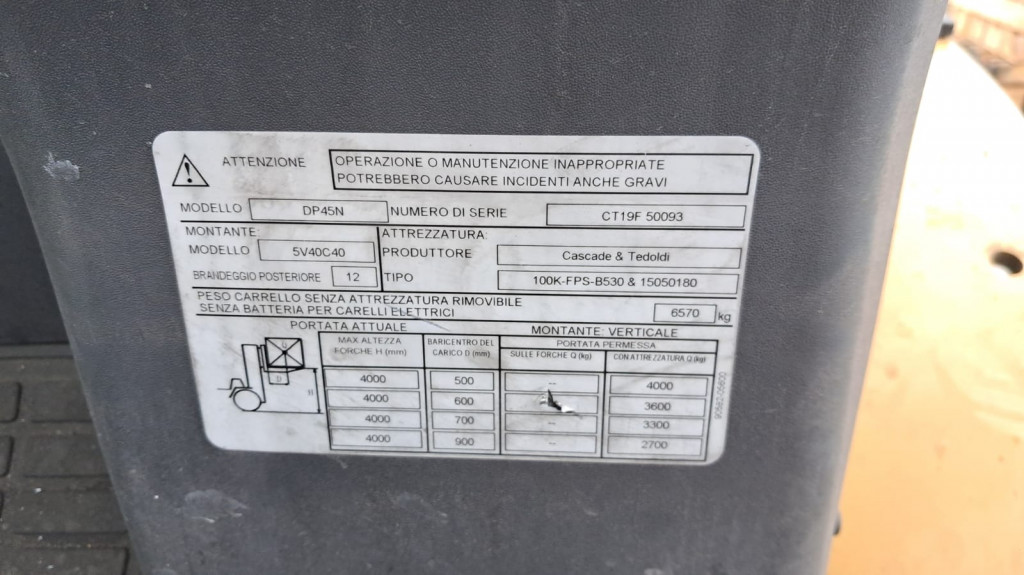 ATTENZIONE
OPERAZIONE O MANUTENZIONE INAPPROPRIATE
POTREBBERO CAUSARE INCIDENTI ANCHE GRAVI
MODELLO DP45N NUMERO DI SERIE CT19F 50093
MONTANTE: ATTREZZATURA:
MODELLO 5V40C40 PRODUTTORE Cascade & Tedoldi
BRANDEGGIO POSTERIORE 12 TIPO 100K-FPS-B530 & 15050180
PESO CARRELLO SENZA ATTREZZATURA RIMOVIBILE
SENZA BATTERIA PER CARELLI ELETTRICI 6570 kg
PORTATA ATTUALE MONTANTE: VERTICALE
MAX ALTEZZA FORCHE H (mm) BARICENTRO DEL CARICO D (mm) PORTATA PERMESSA
SULLE FORCHE Q (kg) CON ATTREZZATURA Q (kg)
4000 500 -- 4000
4000 600 3600
4000 700 -- 3300
4000 900 -- 2700
D
H